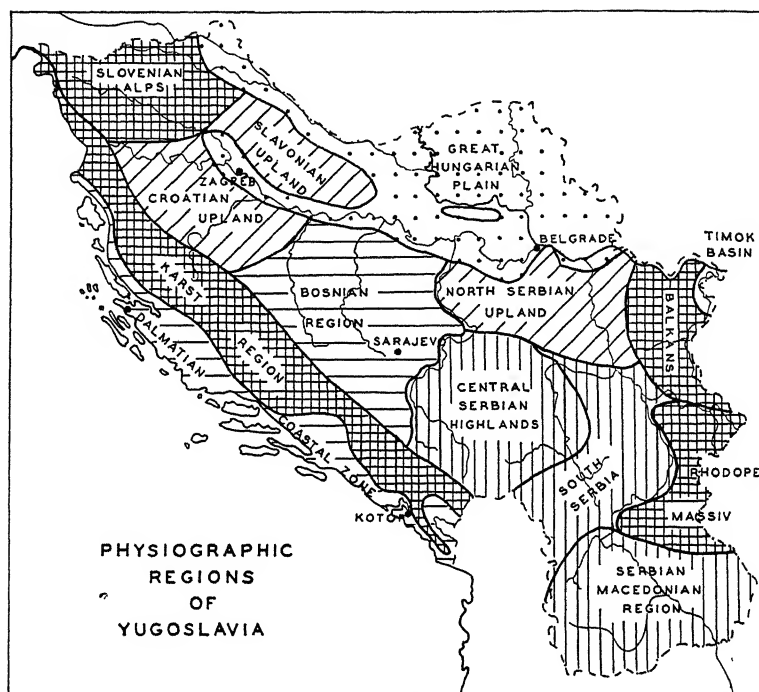 SLOVENIAN
ALPS
SLAVONIAN
UPLAND
GREAT
HUNGARIAN
PLAIN
ZAGREB
CROATIAN
UPLAND
BELGRADE
TIMOK
BASIN
KARST
REGION
BOSNIAN
REGION
NORTH SERBIAN
UPLAND
BALKANS
SARAJEV
DALMATIAN
COASTAL ZONE
CENTRAL
SERBIAN
HIGHLANDS
SOUTH
SERBIA
RHODOPE
MASSIV
KOTOR
SERBIAN
MACEDONIAN
REGION
PHYSIOGRAPHIC
REGIONS
OF
YUGOSLAVIA